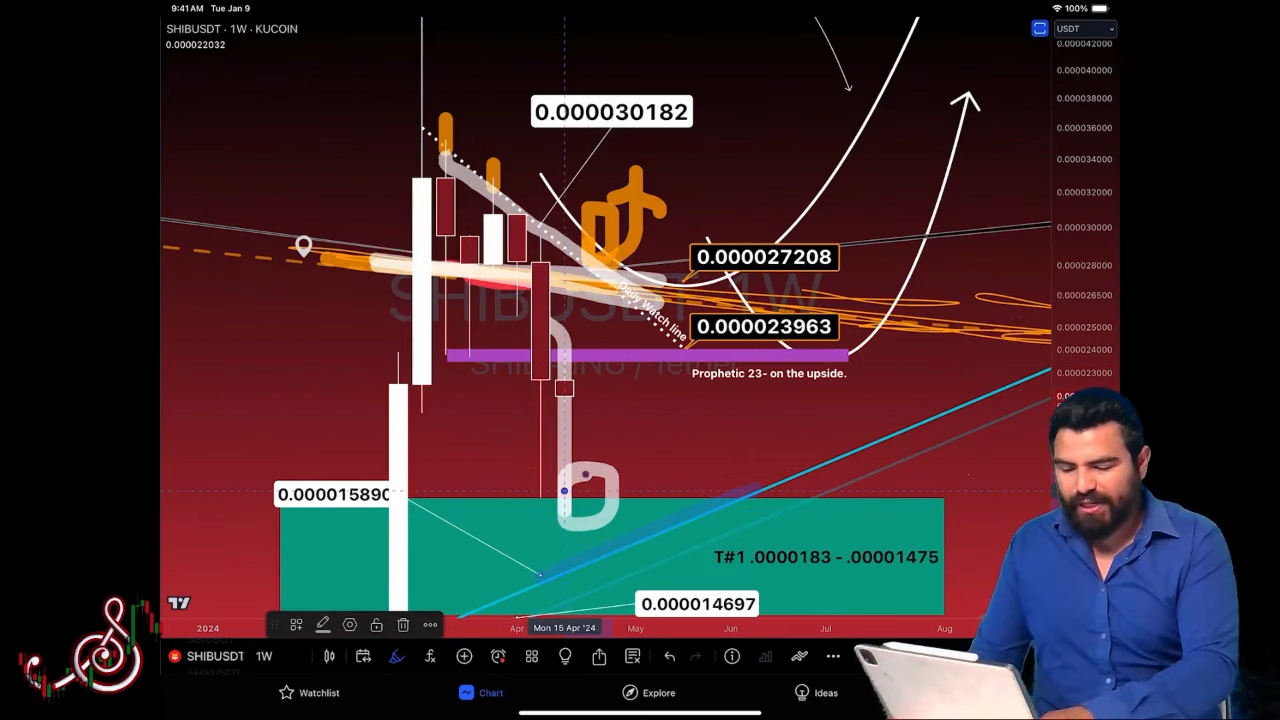 9:41 AM Tue Jan 9
100%
SHIBUSDT · 1W · KUCOIN
0.000022032
USDT
0.000042000
0.000040000
0.000038000
0.000036000
0.000034000
0.000032000
0.000030000
0.000028000
0.000026500
0.000025000
0.000024000
0.000023000
0.000030182
0.000027208
0.000023963
Daily Watch line
SHIBUSDT, 1W
Prophetic 23- on the upside.
0.000015890
T#1 .0000183 - .00001475
0.000014697
2024
Apr
Mon 15 Apr '24
May
Jun
Jul
Aug
SHIBUSDT 1W
Watchlist
Chart
Explore
Ideas